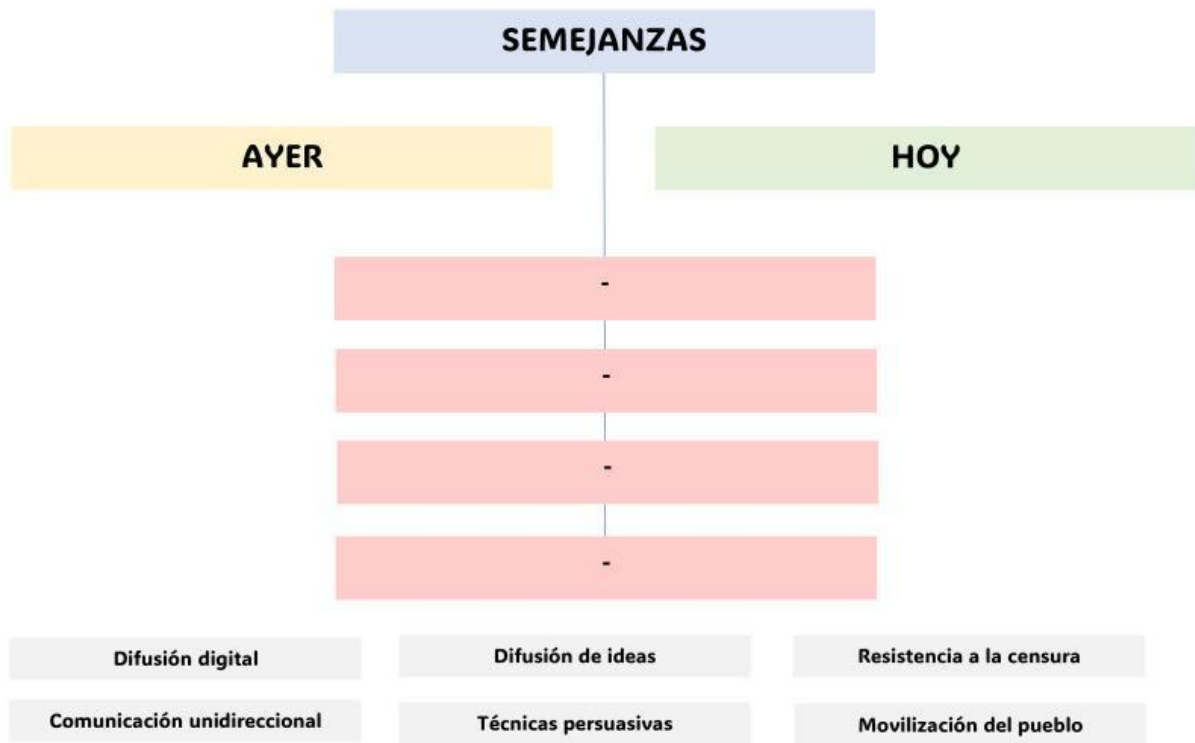 SEMEJANZAS
AYER
HOY
-
-
-
-
Difusión digital
Difusión de ideas
Resistencia a la censura
Comunicación unidireccional
Técnicas persuasivas
Movilización del pueblo